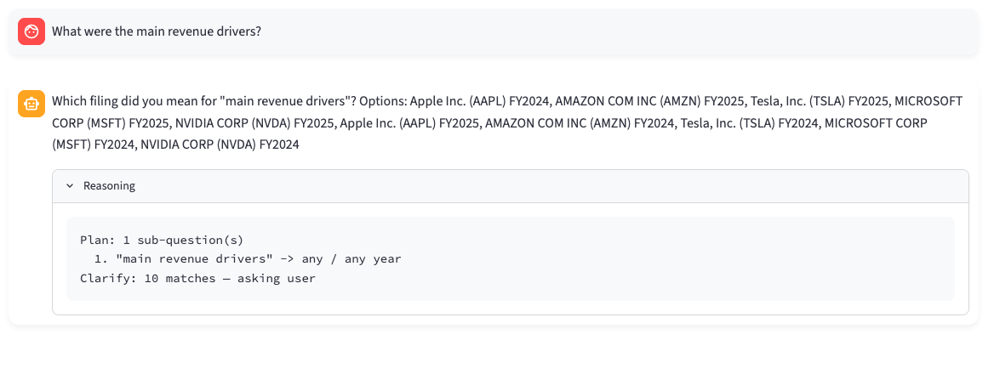 What were the main revenue drivers?
Which filing did you mean for "main revenue drivers"? Options: Apple Inc. (AAPL) FY2024, AMAZON COM INC (AMZN) FY2025, Tesla, Inc. (TSLA) FY2025, MICROSOFT
CORP (MSFT) FY2025, NVIDIA CORP (NVDA) FY2025, Apple Inc. (AAPL) FY2025, AMAZON COM INC (AMZN) FY2024, Tesla, Inc. (TSLA) FY2024, MICROSOFT CORP
(MSFT) FY2024, NVIDIA CORP (NVDA) FY2024
Reasoning
Plan: 1 sub-question(s)
  1. "main revenue drivers" -> any / any year
Clarify: 10 matches — asking user